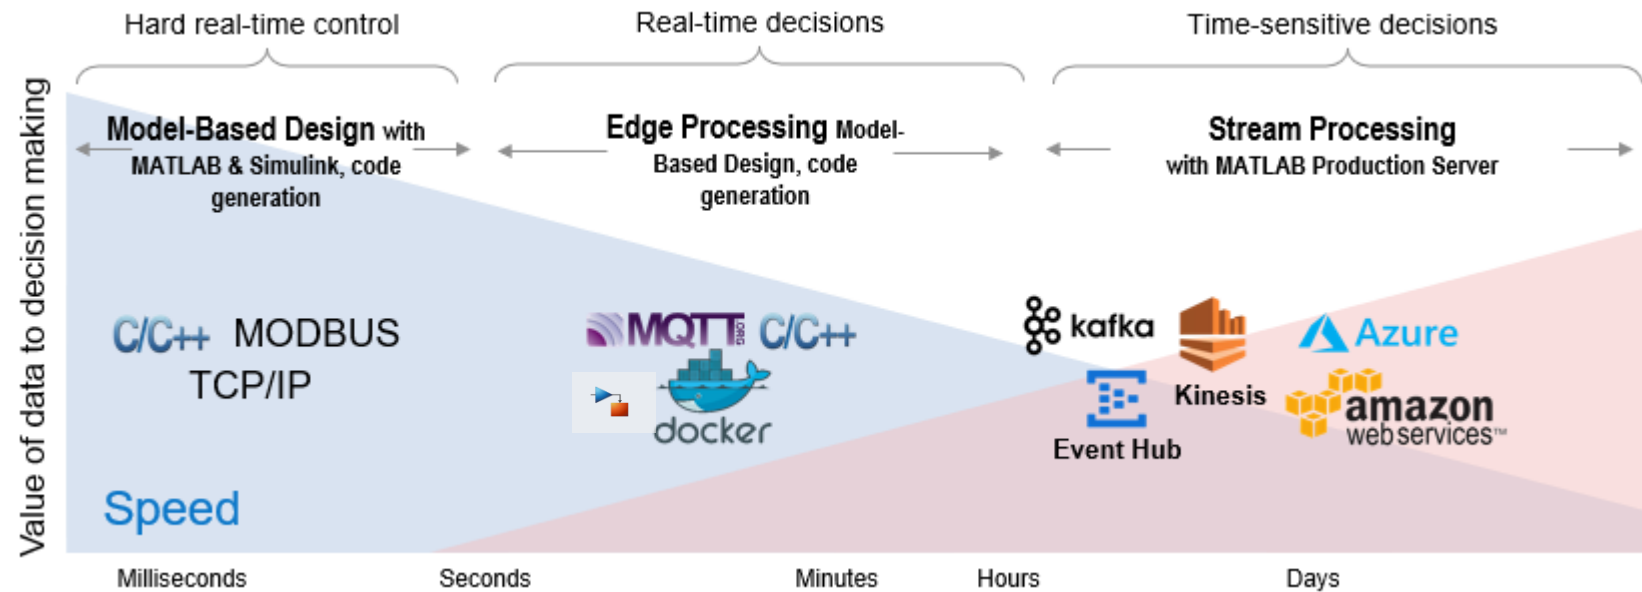 Hard real-time control
Real-time decisions
Time-sensitive decisions
Value of data to decision making
Model-Based Design with
MATLAB & Simulink, code
generation
Edge Processing Model-
Based Design, code
generation
Stream Processing
with MATLAB Production Server
C/C++ MODBUS
TCP/IP
MQTT.ORG
C/C++
docker
kafka
Kinesis
Event Hub
Azure
amazon
web services™
Speed
Milliseconds
Seconds
Minutes
Hours
Days